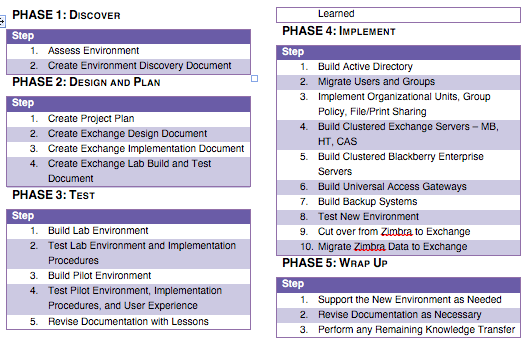 PHASE 1: DISCOVER
Step
1. Assess Environment
2. Create Environment Discovery Document
PHASE 2: DESIGN AND PLAN
Step
1. Create Project Plan
2. Create Exchange Design Document
3. Create Exchange Implementation Document
4. Create Exchange Lab Build and Test
Document
PHASE 3: TEST
Step
1. Build Lab Environment
2. Test Lab Environment and Implementation
Procedures
3. Build Pilot Environment
4. Test Pilot Environment, Implementation
Procedures, and User Experience
5. Revise Documentation with Lessons
Learned
PHASE 4: IMPLEMENT
Step
1. Build Active Directory
2. Migrate Users and Groups
3. Implement Organizational Units, Group
Policy, File/Print Sharing
4. Build Clustered Exchange Servers – MB,
HT, CAS
5. Build Clustered Blackberry Enterprise
Servers
6. Build Universal Access Gateways
7. Build Backup Systems
8. Test New Environment
9. Cut over from Zimbra to Exchange
10. Migrate Zimbra Data to Exchange
PHASE 5: WRAP UP
Step
1. Support the New Environment as Needed
2. Revise Documentation as Necessary
3. Perform any Remaining Knowledge Transfer